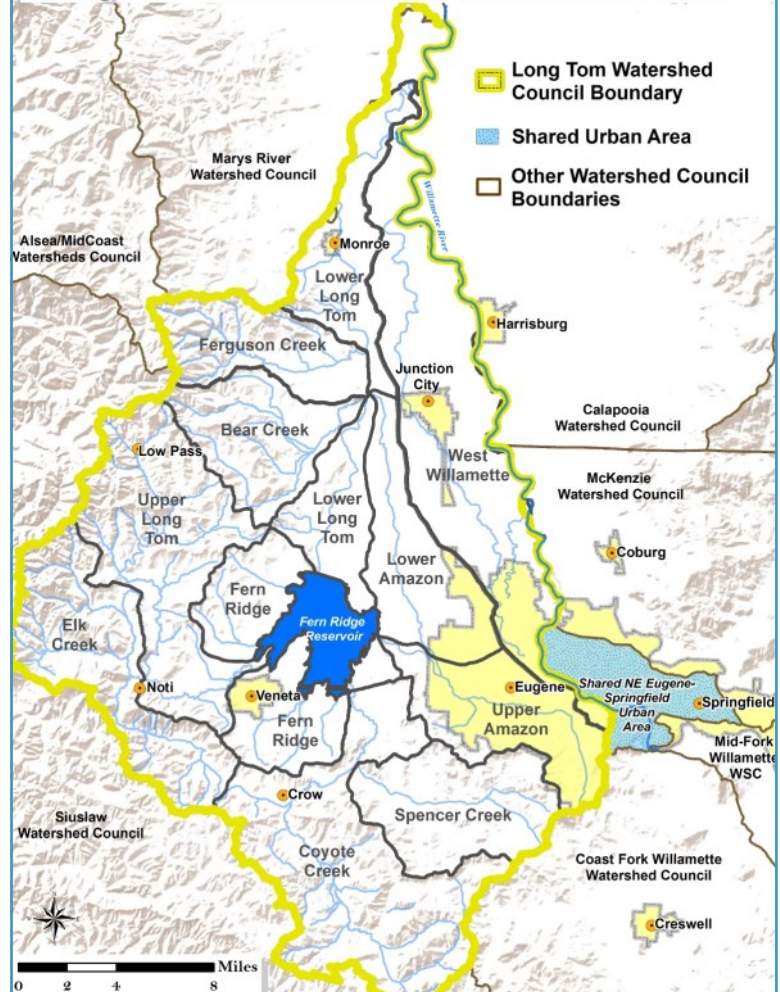 Long Tom Watershed
Council Boundary
Shared Urban Area
Other Watershed Council
Boundaries
Marys River
Watershed Council
Willamette River
Alsea/MidCoast
Watersheds Council
Monroe
Lower
Long
Tom
Harrisburg
Ferguson Creek
Junction
City
Calapooia
Watershed Council
Bear Creek
Low Pass
West
Willamette
McKenzie
Watershed Council
Upper
Long
Tom
Lower
Long
Tom
Coburg
Lower
Amazon
Fern
Ridge
Fern Ridge
Reservoir
Elk
Creek
Noti
Veneta
Eugene
Shared NE Eugene-
Springfield
Urban
Area
Springfield
Fern
Ridge
Upper
Amazon
Mid-Fork
Willamette
WSC
Crow
Siuslaw
Watershed Council
Spencer Creek
Coyote
Creek
Coast Fork Willamette
Watershed Council
Creswell
Miles
0 2 4 8